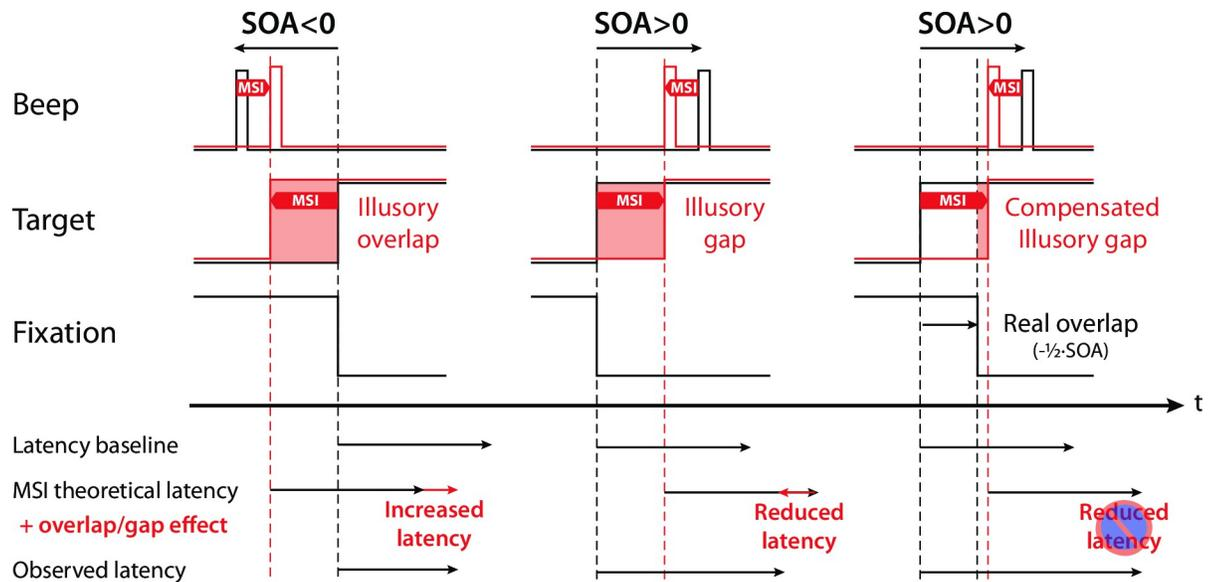 SOA<0 SOA>0 SOA>0
Beep MSI MSI MSI
Target MSI MSI MSI
Illusory
overlap
Illusory
gap
Compensated
Illusory gap
Fixation
Real overlap
(-½·SOA)
t
Latency baseline
MSI theoretical latency
+ overlap/gap effect
Increased
latency
Reduced
latency
Reduced
latency
Observed latency